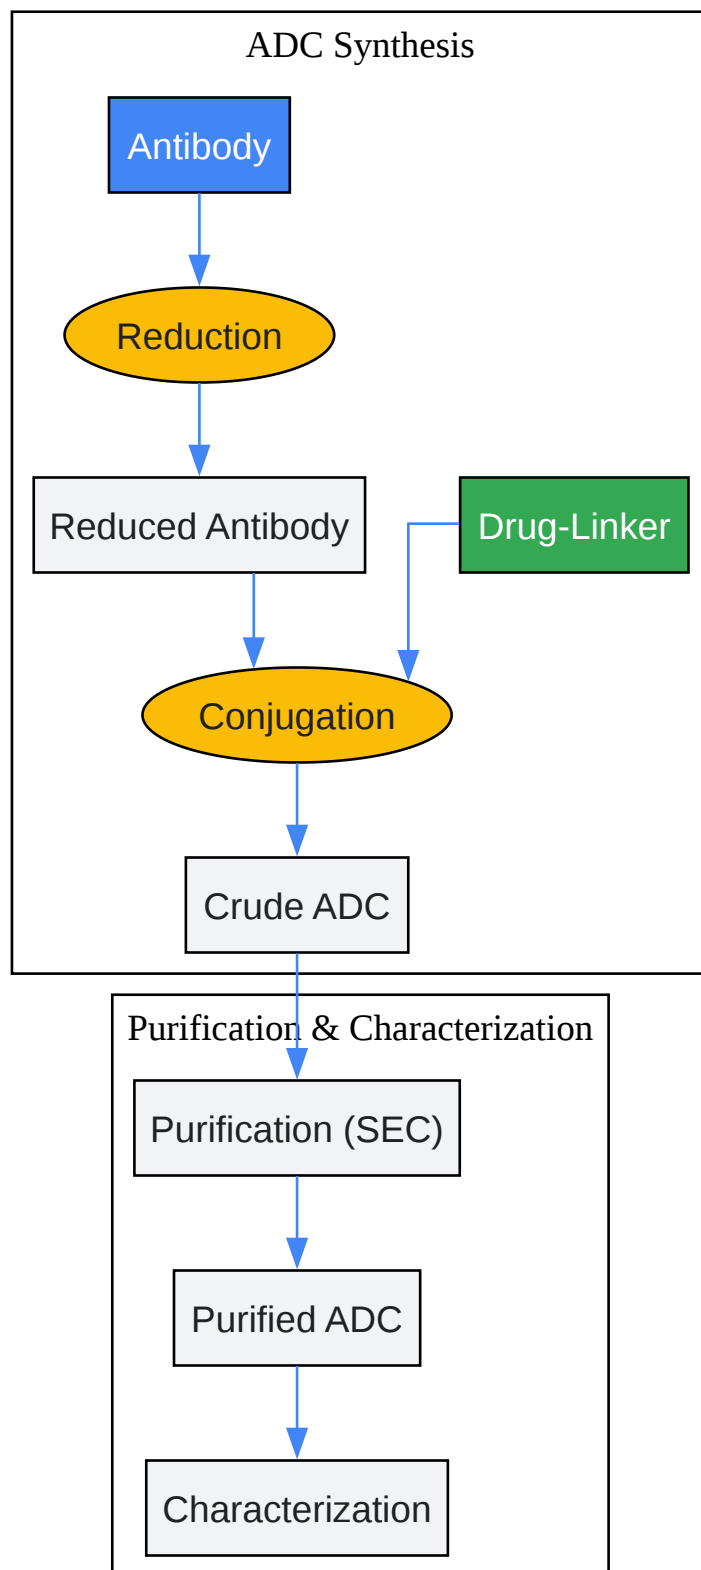 ADC Synthesis
Antibody
Reduction
Reduced Antibody
Drug-Linker
Conjugation
Crude ADC
Purification & Characterization
Purification (SEC)
Purified ADC
Characterization